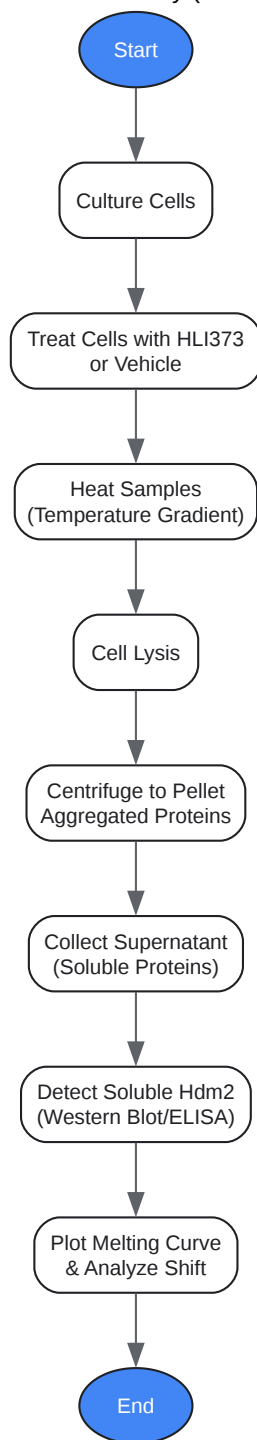 Start
Culture Cells
Treat Cells with HLI373
or Vehicle
Heat Samples
(Temperature Gradient)
Cell Lysis
Centrifuge to Pellet
Aggregated Proteins
Collect Supernatant
(Soluble Proteins)
Detect Soluble Hdm2
(Western Blot/ELISA)
Plot Melting Curve
& Analyze Shift
End